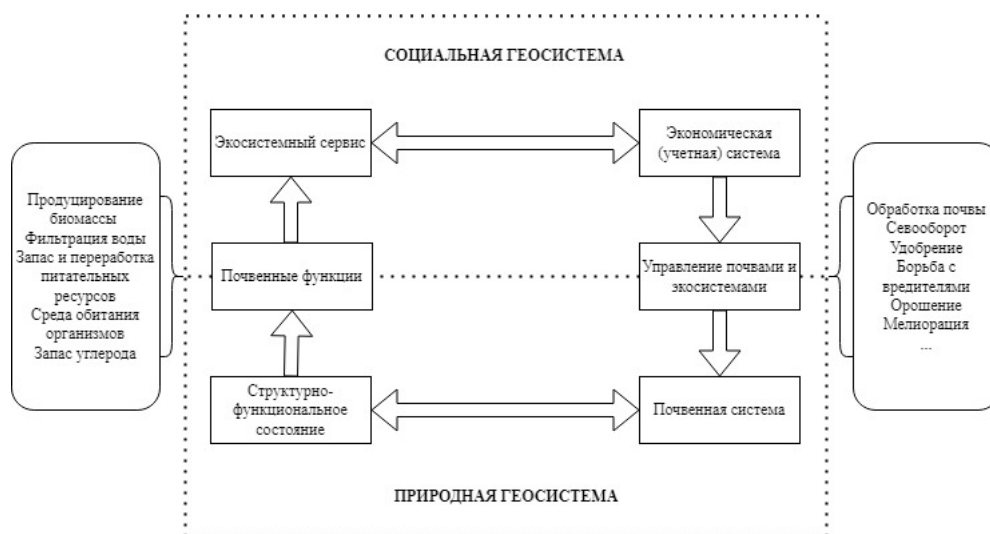 СОЦИАЛЬНАЯ ГЕОСИСТЕМА
Экосистемный сервис
Экономическая
(учетная) система
Продуцирование
биомассы
Фильтрация воды
Запас и переработка
питательных
ресурсов
Среда обитания
организмов
Запас углерода
Почвенные функции
Управление почвами и
экосистемами
Обработка почвы
Севооборот
Удобрение
Борьба с
вредителями
Орошение
Мелиорация
...
Структурно-
функциональное
состояние
Почвенная система
ПРИРОДНАЯ ГЕОСИСТЕМА